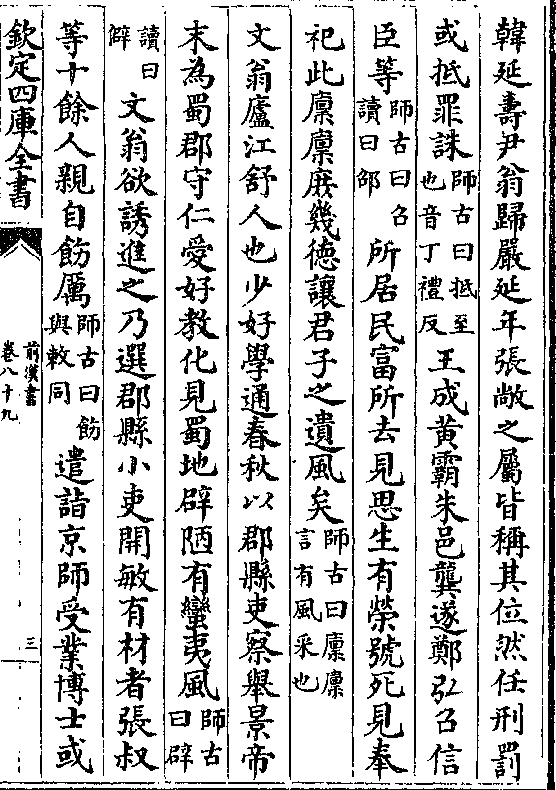 韓延壽尹翁歸嚴延年張敞之屬皆稱其位然任刑罰
或抵罪誅師古曰抵至也音丁禮反王成黃霸朱邑龔遂鄭弘召信
臣等師古曰召讀曰邵所居民富所去見思生有榮號死見奉
祀此廩廩庶幾德讓君子之遺風矣師古曰廩廩言有風采也
文翁廬江舒人也少好學通春秋以郡縣吏察舉景帝
末為蜀郡守仁愛好教化見蜀地辟陋有蠻夷風師古曰辟
讀曰僻文翁欲誘進之乃選郡縣小吏開敏有材者張叔
等十餘人親自飭厲師古曰飭與敕同遣詣京師受業博士或
欽定四庫全書
前漢書
卷八十九
三